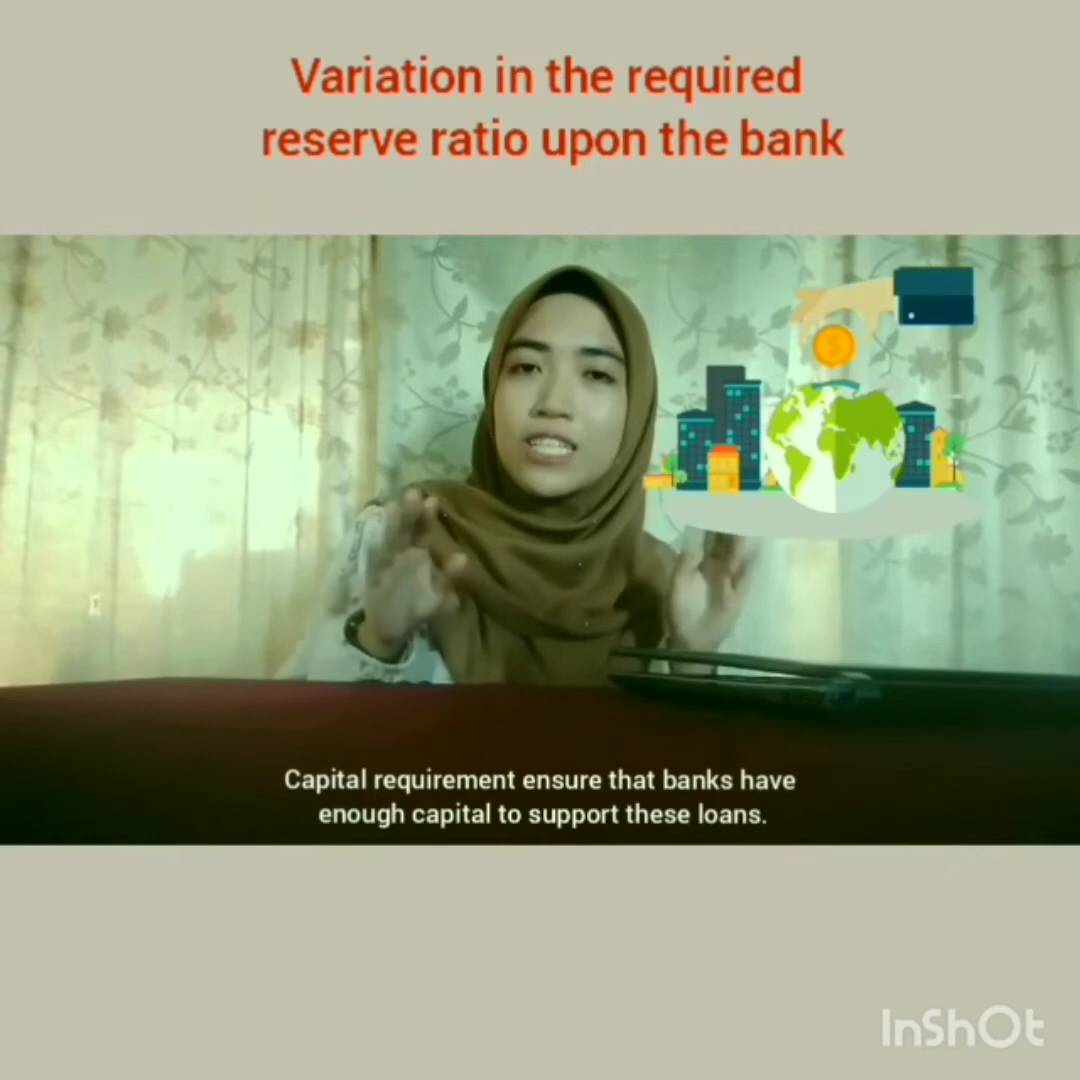 Variation in the required
reserve ratio upon the bank
$
Capital requirement ensure that banks have
enough capital to support these loans.
InShOt